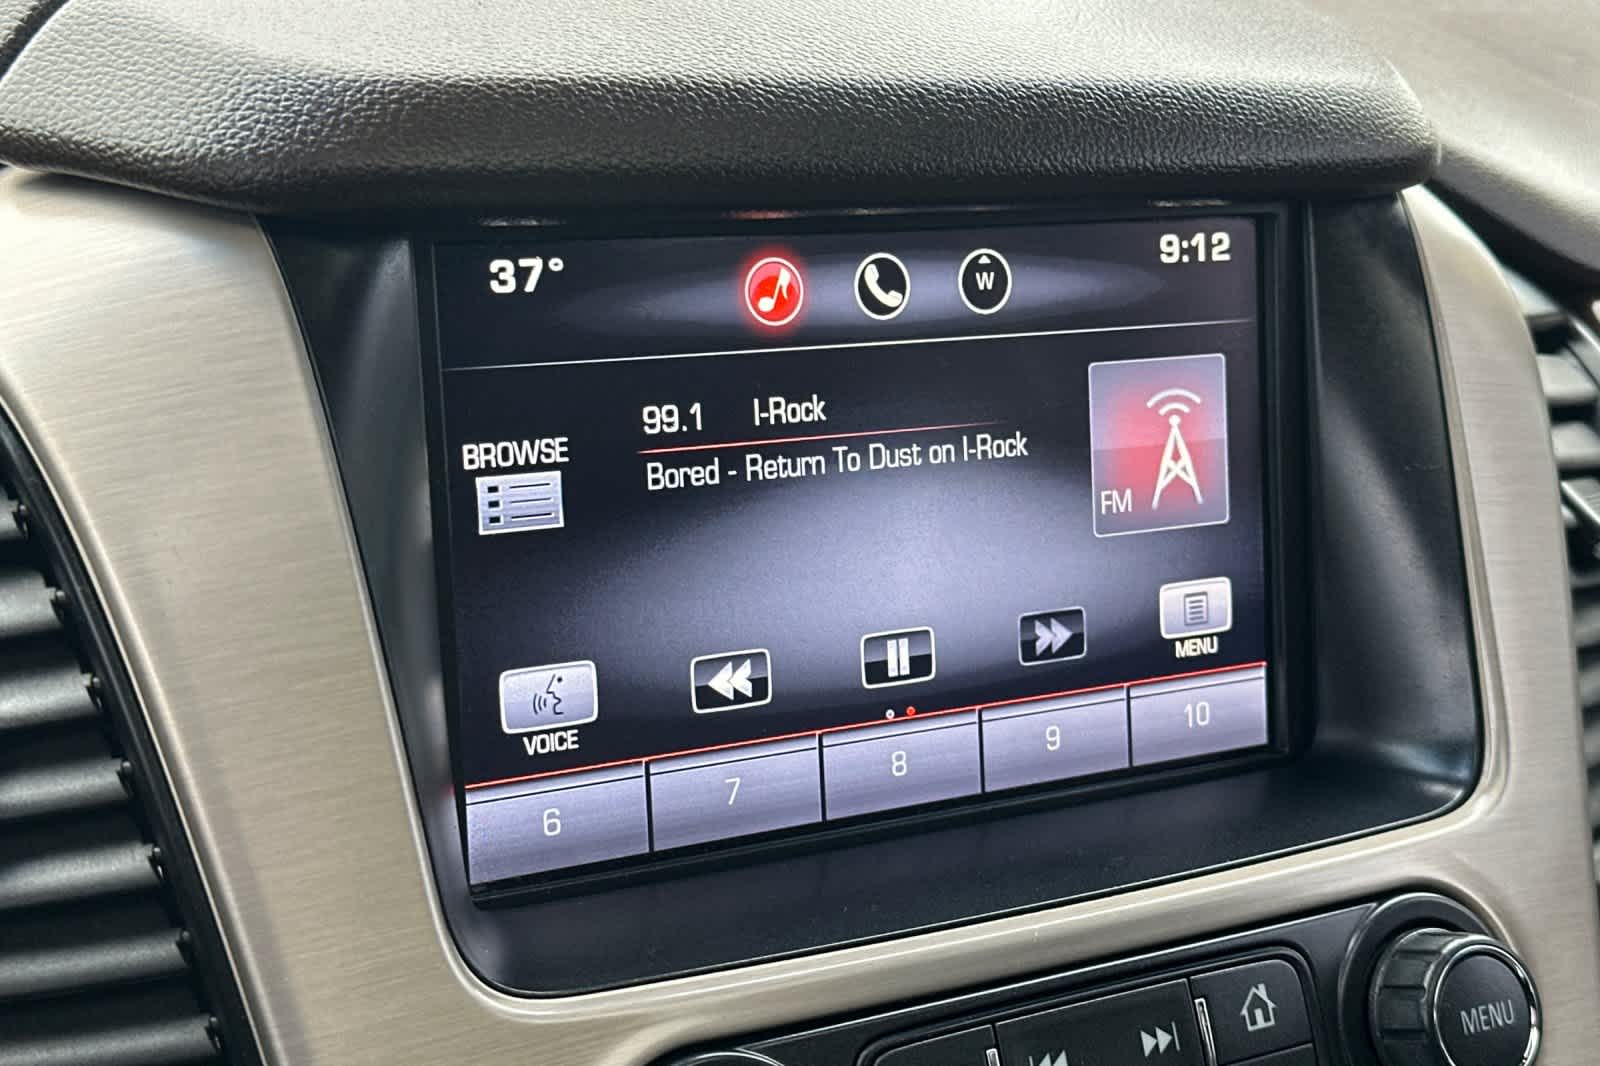 37°
W
9:12
99.1 I-Rock
Bored - Return To Dust on I-Rock
BROWSE
FM
MENU
VOICE
6 7 8 9 10
MENU